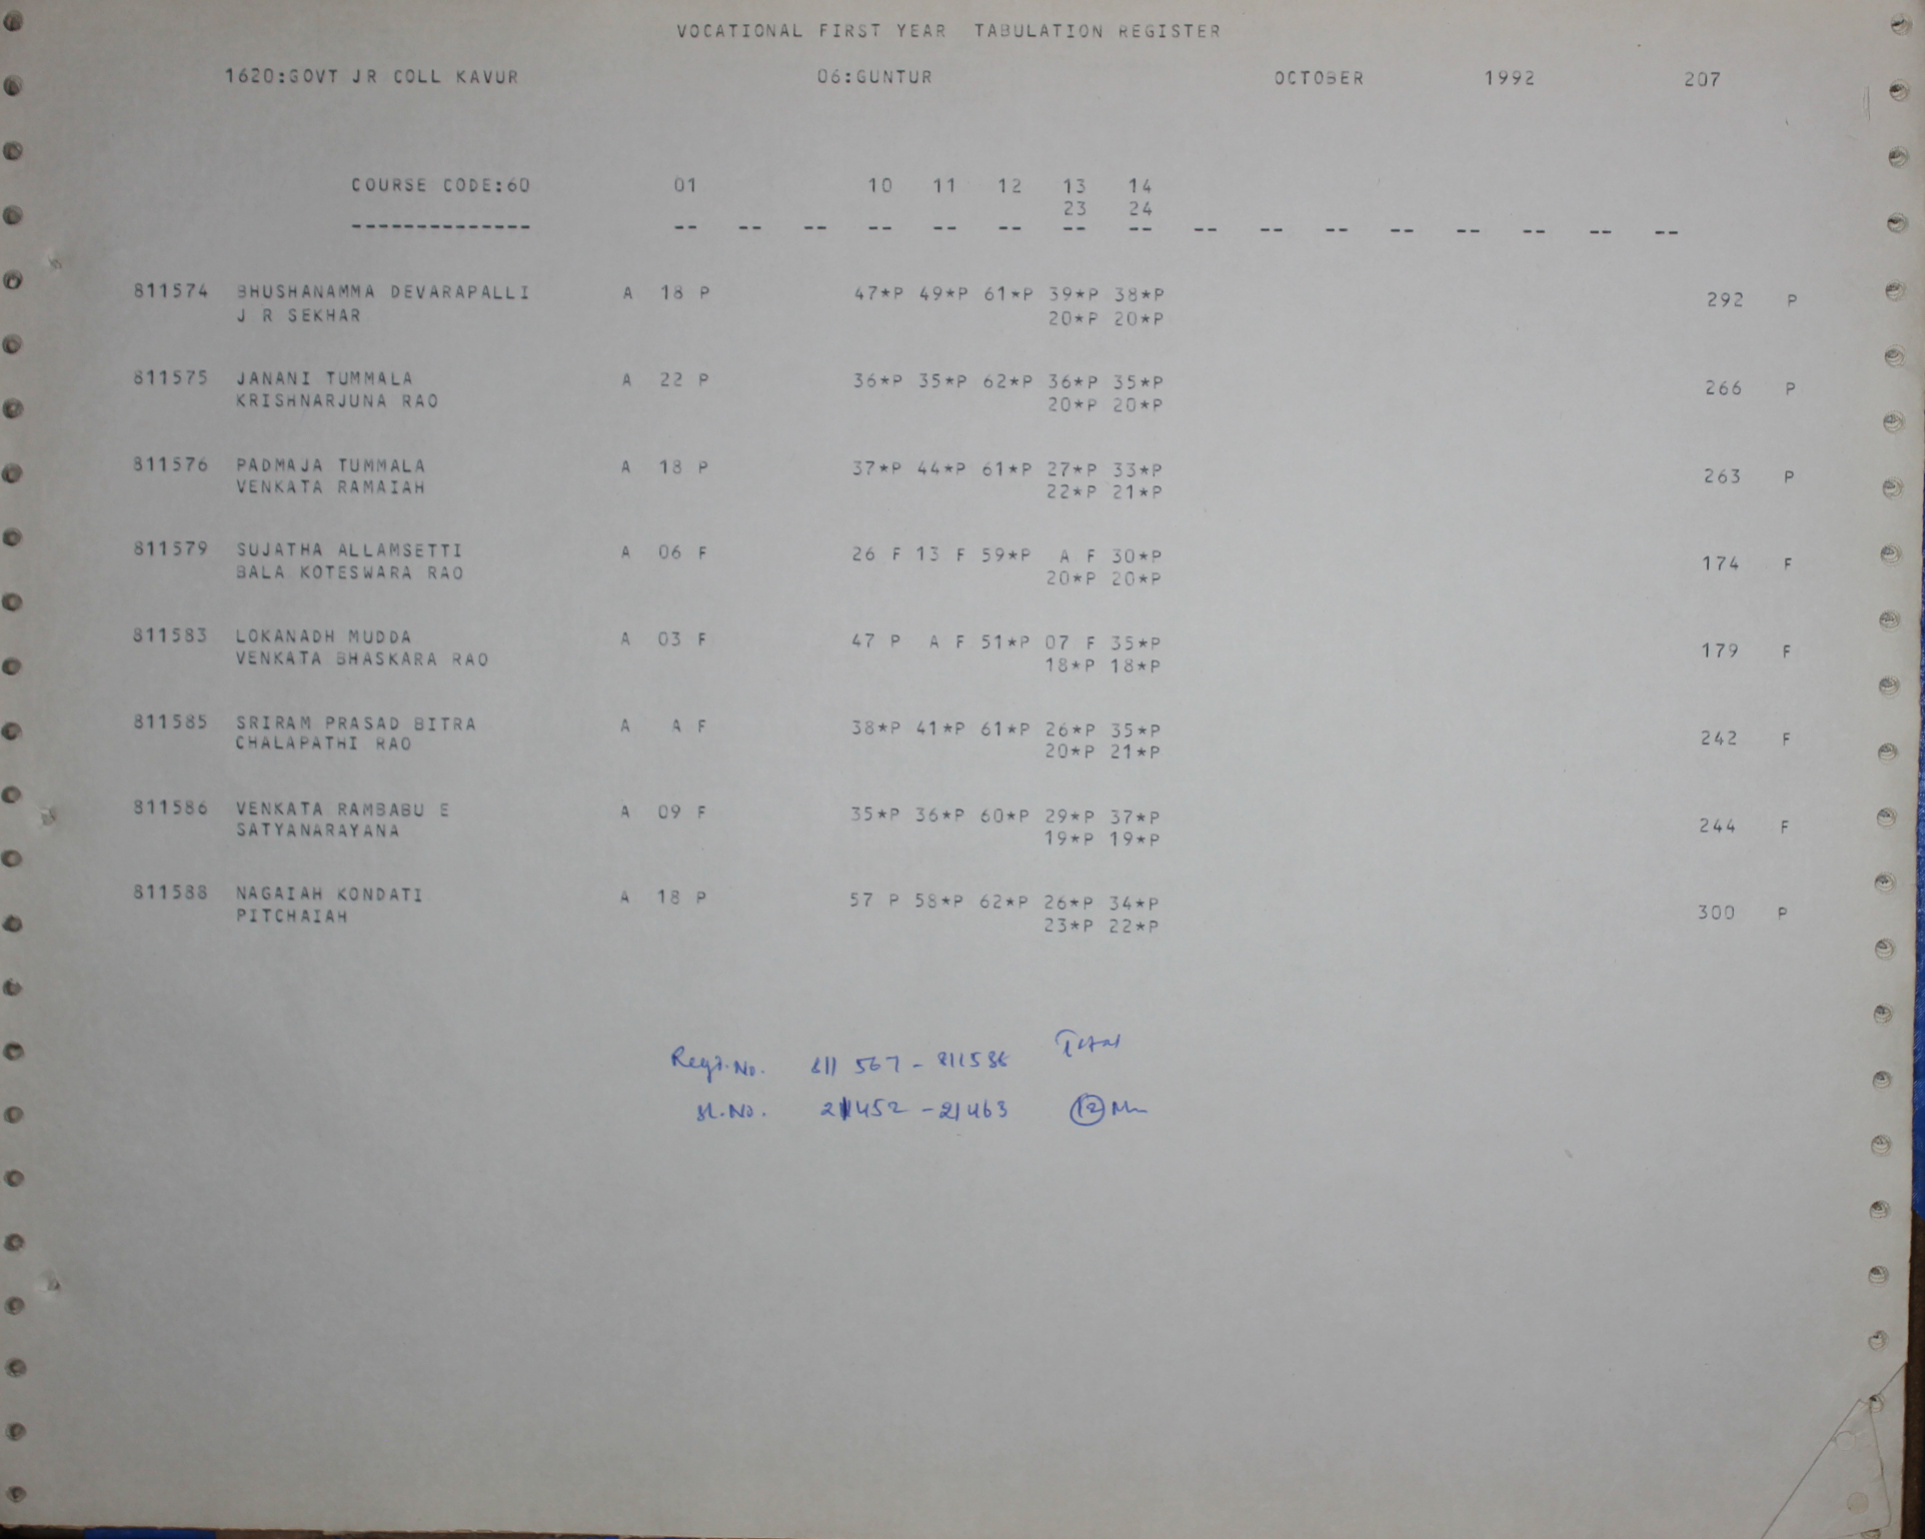 VOCATIONAL FIRST YEAR TABULATION REGISTER
1620:GOVT JR COLL KAVUR 06:GUNTUR OCTOBER 1992 207
COURSE CODE:60 01 10 11 12 13 14
23 24
-------------- -- -- -- -- -- -- -- -- -- -- -- -- -- -- -- --
811574 BHUSHANAMMA DEVARAPALLI A 18 P 47*P 49*P 61*P 39*P 38*P 292 P
J R SEKHAR 20*P 20*P
811575 JANANI TUMMALA A 22 P 36*P 35*P 62*P 36*P 35*P 266 P
KRISHNARJUNA RAO 20*P 20*P
811576 PADMAJA TUMMALA A 18 P 37*P 44*P 61*P 27*P 33*P 263 P
VENKATA RAMAIAH 22*P 21*P
811579 SUJATHA ALLAMSETTI A 06 F 26 F 13 F 59*P A F 30*P 174 F
BALA KOTESWARA RAO 20*P 20*P
811583 LOKANADH MUDDA A 03 F 47 P A F 51*P 07 F 35*P 179 F
VENKATA BHASKARA RAO 18*P 18*P
811585 SRIRAM PRASAD BITRA A A F 38*P 41*P 61*P 26*P 35*P 242 F
CHALAPATHI RAO 20*P 21*P
811586 VENKATA RAMBABU E A 09 F 35*P 36*P 60*P 29*P 37*P 244 F
SATYANARAYANA 19*P 19*P
811588 NAGAIAH KONDATI A 18 P 57 P 58*P 62*P 26*P 34*P 300 P
PITCHAIAH 23*P 22*P
Regt.No. 811 567 - Total
Sl.No. 21452 - 21463 12